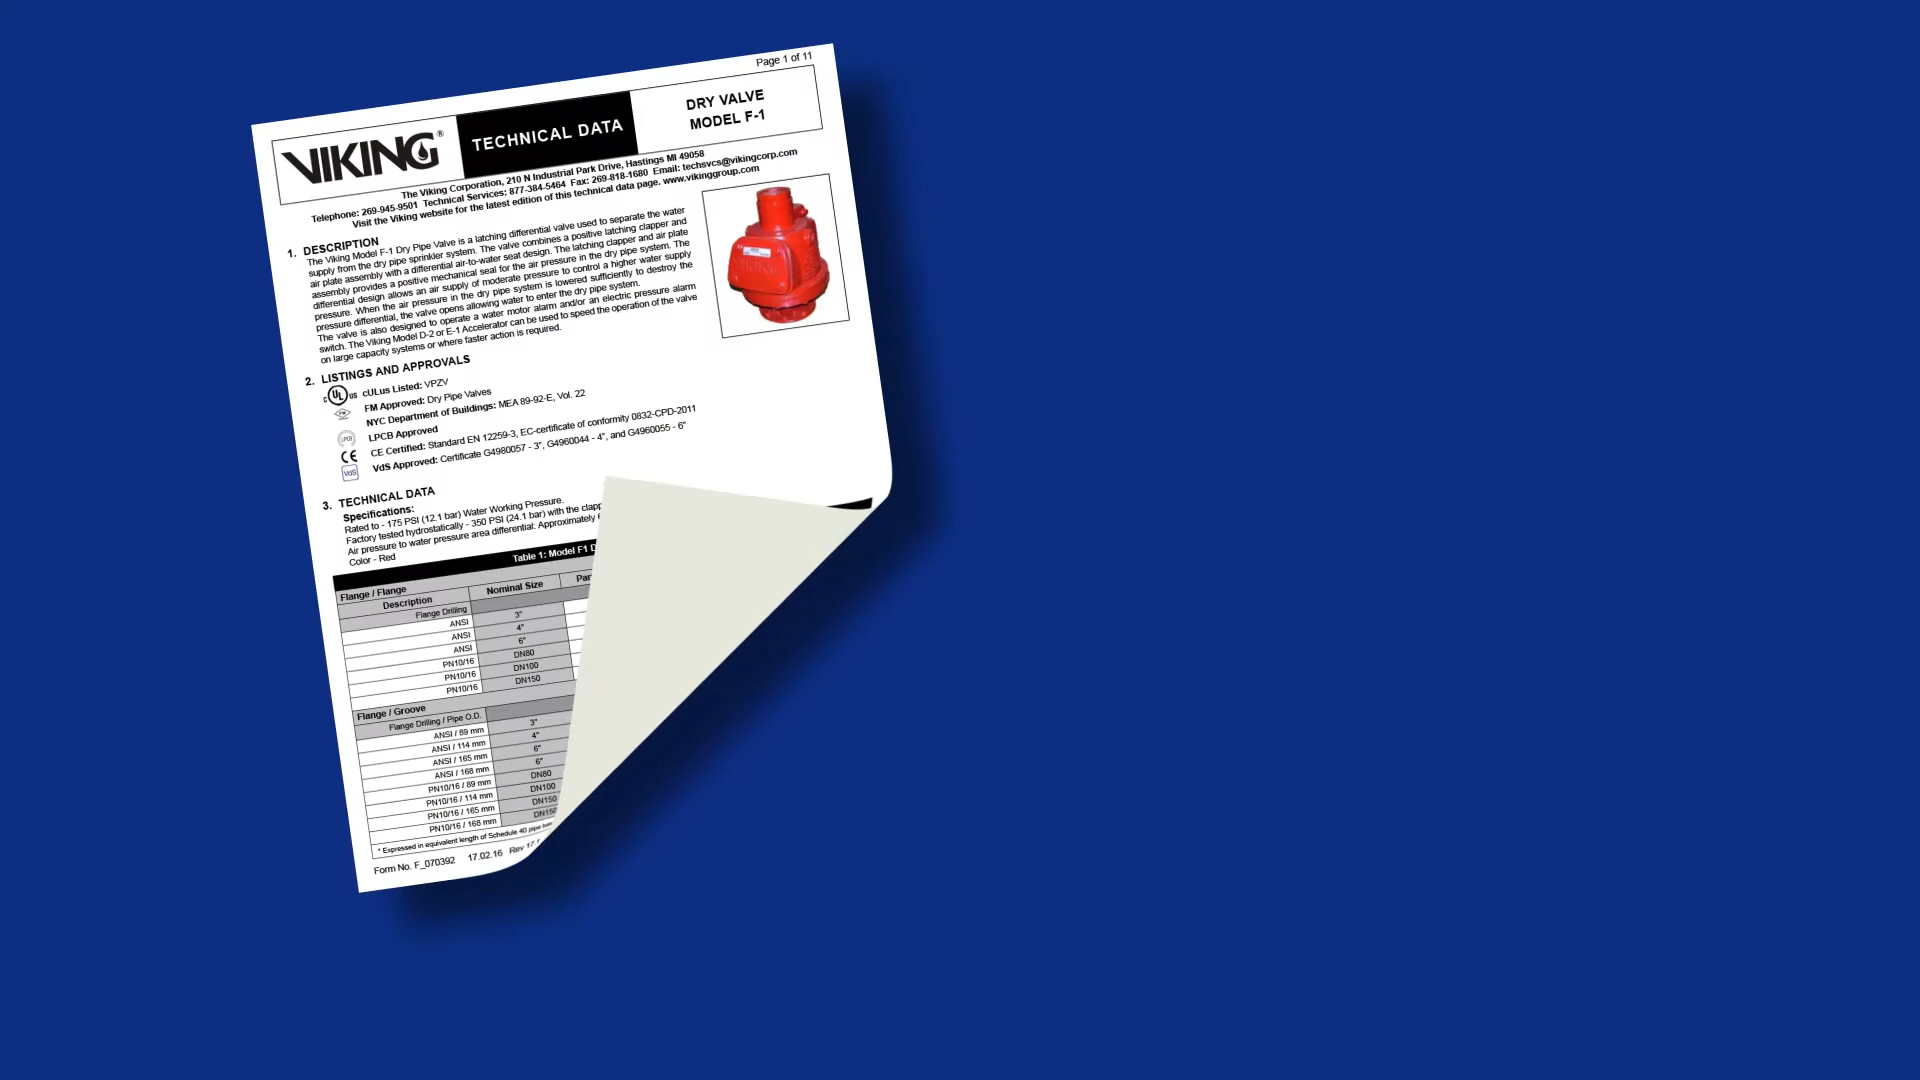 Page 1 of 11
VIKING®
TECHNICAL DATA
DRY VALVE
MODEL F-1
The Viking Corporation, 210 N Industrial Park Drive, Hastings MI 49058
Telephone: 269-945-9501 Technical Services: 877-384-5464 Fax: 269-818-1680 Email: techsvcs@vikingcorp.com
Visit the Viking website for the latest edition of this technical data page. www.vikinggroup.com
1. DESCRIPTION
The Viking Model F-1 Dry Pipe Valve is a latching differential valve used to separate the water
supply from the dry pipe sprinkler system. The valve combines a positive latching clapper and
air plate assembly with a differential air-to-water seat design. The latching clapper and air plate
assembly provides a positive mechanical seal for the air pressure in the dry pipe system. The
differential design allows an air supply of moderate pressure to control a higher water supply
pressure. When the air pressure in the dry pipe system is lowered sufficiently to destroy the
pressure differential, the valve opens allowing water to enter the dry pipe system.
The valve is also designed to operate a water motor alarm and/or an electric pressure alarm
switch. The Viking Model D-2 or E-1 Accelerator can be used to speed the operation of the valve
on large capacity systems or where faster action is required.
VIKING
2. LISTINGS AND APPROVALS
C UL US cULus Listed: VPZV
FM FM Approved: Dry Pipe Valves
NYC Department of Buildings: MEA 89-92-E, Vol. 22
LPCB LPCB Approved
CE CE Certified: Standard EN 12259-3, EC-certificate of conformity 0832-CPD-2011
VdS VdS Approved: Certificate G4980057 - 3", G4960044 - 4", and G4960055 - 6"
3. TECHNICAL DATA
Specifications:
Rated to - 175 PSI (12.1 bar) Water Working Pressure.
Factory tested hydrostatically - 350 PSI (24.1 bar) with the clapp
Air pressure to water pressure area differential: Approximately
Color - Red
Table 1: Model F1 D
Flange / Flange
Description Nominal Size Par
Flange Drilling
ANSI 3"
ANSI 4"
ANSI 6"
PN10/16 DN80
PN10/16 DN100
PN10/16 DN150
Flange / Groove
Flange Drilling / Pipe O.D.
ANSI / 89 mm 3"
ANSI / 114 mm 4"
ANSI / 165 mm 6"
ANSI / 168 mm 6"
PN10/16 / 89 mm DN80
PN10/16 / 114 mm DN100
PN10/16 / 165 mm DN150
PN10/16 / 168 mm DN150
* Expressed in equivalent length of Schedule 40 pipe
Form No. F_070392 17.02.16 Rev 17.1